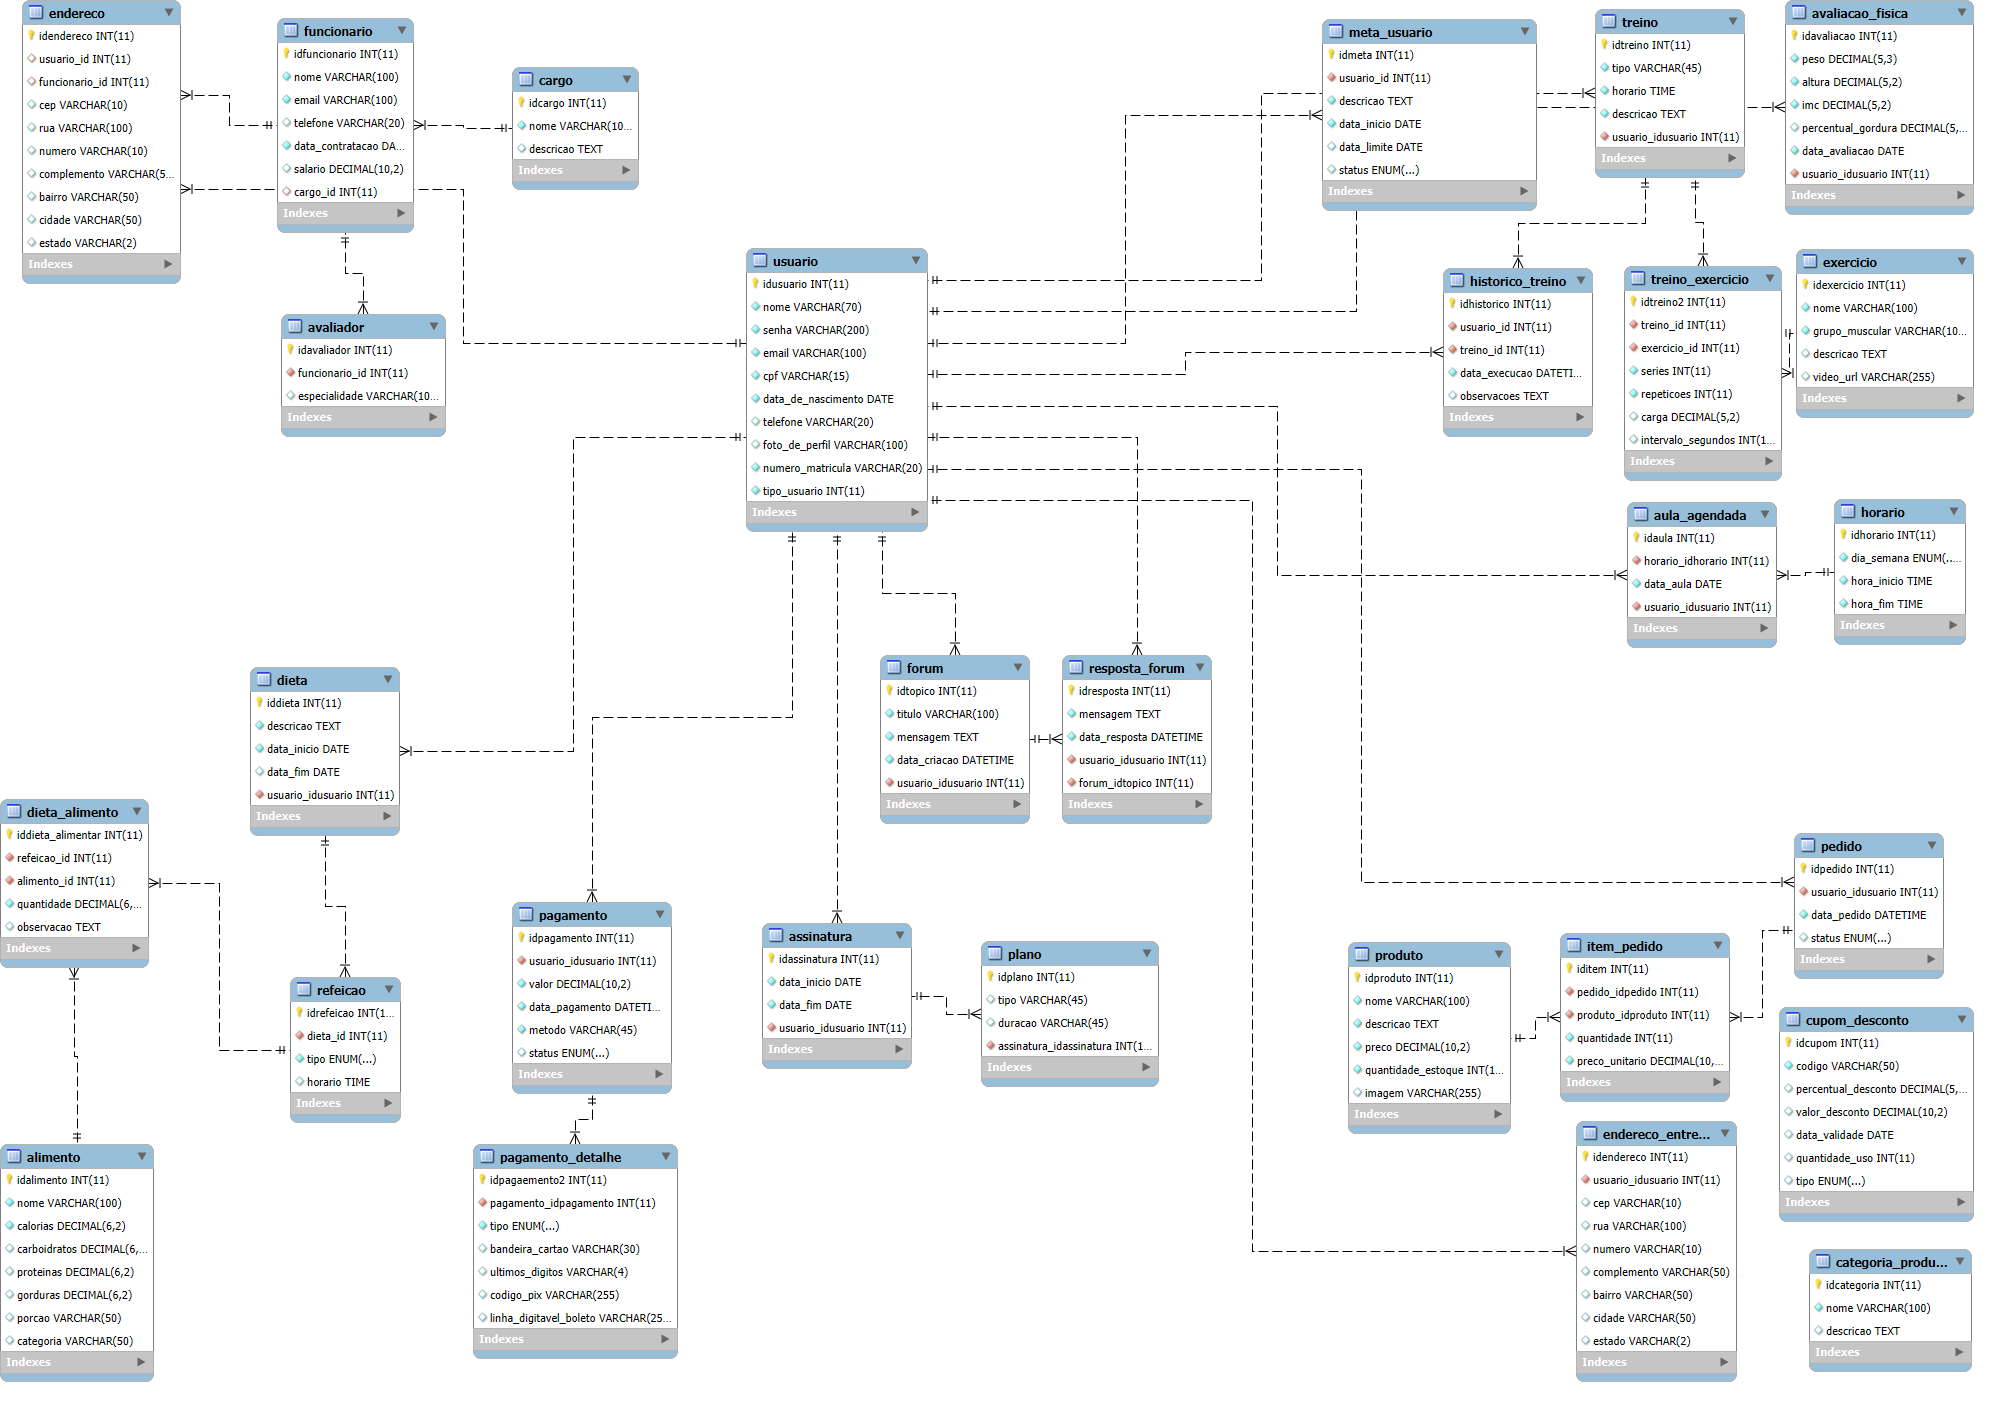 endereco
idendereco INT(11)
usuario_id INT(11)
funcionario_id INT(11)
cep VARCHAR(10)
rua VARCHAR(100)
numero VARCHAR(10)
complemento VARCHAR(5...
bairro VARCHAR(50)
cidade VARCHAR(50)
estado VARCHAR(2)
Indexes
funcionario
idfuncionario INT(11)
nome VARCHAR(100)
email VARCHAR(100)
telefone VARCHAR(20)
data_contratacao DA...
salario DECIMAL(10,2)
cargo_id INT(11)
Indexes
cargo
idcargo INT(11)
nome VARCHAR(10...
descricao TEXT
Indexes
avaliador
idavaliador INT(11)
funcionario_id INT(11)
especialidade VARCHAR(10...
Indexes
usuario
idusuario INT(11)
nome VARCHAR(70)
senha VARCHAR(200)
email VARCHAR(100)
cpf VARCHAR(15)
data_de_nascimento DATE
telefone VARCHAR(20)
foto_de_perfil VARCHAR(100)
numero_matricula VARCHAR(20)
tipo_usuario INT(11)
Indexes
meta_usuario
idmeta INT(11)
usuario_id INT(11)
descricao TEXT
data_inicio DATE
data_limite DATE
status ENUM(...)
Indexes
treino
idtreino INT(11)
tipo VARCHAR(45)
horario TIME
descricao TEXT
usuario_idusuario INT(11)
Indexes
avaliacao_fisica
idavaliacao INT(11)
peso DECIMAL(5,3)
altura DECIMAL(5,2)
imc DECIMAL(5,2)
percentual_gordura DECIMAL(5,...
data_avaliacao DATE
usuario_idusuario INT(11)
Indexes
historico_treino
idhistorico INT(11)
usuario_id INT(11)
treino_id INT(11)
data_execucao DATETI...
observacoes TEXT
Indexes
treino_exercicio
idtreino2 INT(11)
treino_id INT(11)
exercicio_id INT(11)
series INT(11)
repeticoes INT(11)
carga DECIMAL(5,2)
intervalo_segundos INT(1...
Indexes
exercicio
idexercicio INT(11)
nome VARCHAR(100)
grupo_muscular VARCHAR(10...
descricao TEXT
video_url VARCHAR(255)
Indexes
aula_agendada
idaula INT(11)
horario_idhorario INT(11)
data_aula DATE
usuario_idusuario INT(11)
Indexes
horario
idhorario INT(11)
dia_semana ENUM(...
hora_inicio TIME
hora_fim TIME
Indexes
dieta
iddieta INT(11)
descricao TEXT
data_inicio DATE
data_fim DATE
usuario_idusuario INT(11)
Indexes
forum
idtopico INT(11)
titulo VARCHAR(100)
mensagem TEXT
data_criacao DATETIME
usuario_idusuario INT(11)
Indexes
resposta_forum
idresposta INT(11)
mensagem TEXT
data_resposta DATETIME
usuario_idusuario INT(11)
forum_idtopico INT(11)
Indexes
dieta_alimento
iddieta_alimentar INT(11)
refeicao_id INT(11)
alimento_id INT(11)
quantidade DECIMAL(6,...
observacao TEXT
Indexes
refeicao
idrefeicao INT(1...
dieta_id INT(11)
tipo ENUM(...)
horario TIME
Indexes
alimento
idalimento INT(11)
nome VARCHAR(100)
calorias DECIMAL(6,2)
carboidratos DECIMAL(6,...
proteinas DECIMAL(6,2)
gorduras DECIMAL(6,2)
porcao VARCHAR(50)
categoria VARCHAR(50)
Indexes
pagamento
idpagamento INT(11)
usuario_idusuario INT(11)
valor DECIMAL(10,2)
data_pagamento DATETI...
metodo VARCHAR(45)
status ENUM(...)
Indexes
pagamento_detalhe
idpagaemento2 INT(11)
pagamento_idpagamento INT(11)
tipo ENUM(...)
bandeira_cartao VARCHAR(30)
ultimos_digitos VARCHAR(4)
codigo_pix VARCHAR(255)
linha_digitavel_boleto VARCHAR(25...
Indexes
assinatura
idassinatura INT(11)
data_inicio DATE
data_fim DATE
usuario_idusuario INT(11)
Indexes
plano
idplano INT(11)
tipo VARCHAR(45)
duracao VARCHAR(45)
assinatura_idassinatura INT(1...
Indexes
produto
idproduto INT(11)
nome VARCHAR(100)
descricao TEXT
preco DECIMAL(10,2)
quantidade_estoque INT(1...
imagem VARCHAR(255)
Indexes
item_pedido
iditem INT(11)
pedido_idpedido INT(11)
produto_idproduto INT(11)
quantidade INT(11)
preco_unitario DECIMAL(10,...
Indexes
pedido
idpedido INT(11)
usuario_idusuario INT(11)
data_pedido DATETIME
status ENUM(...)
Indexes
cupom_desconto
idcupom INT(11)
codigo VARCHAR(50)
percentual_desconto DECIMAL(5,...
valor_desconto DECIMAL(10,2)
data_validade DATE
quantidade_uso INT(11)
tipo ENUM(...)
Indexes
endereco_entre...
idendereco INT(11)
usuario_idusuario INT(11)
cep VARCHAR(10)
rua VARCHAR(100)
numero VARCHAR(10)
complemento VARCHAR(50)
bairro VARCHAR(50)
cidade VARCHAR(50)
estado VARCHAR(2)
Indexes
categoria_produ...
idcategoria INT(11)
nome VARCHAR(100)
descricao TEXT
Indexes